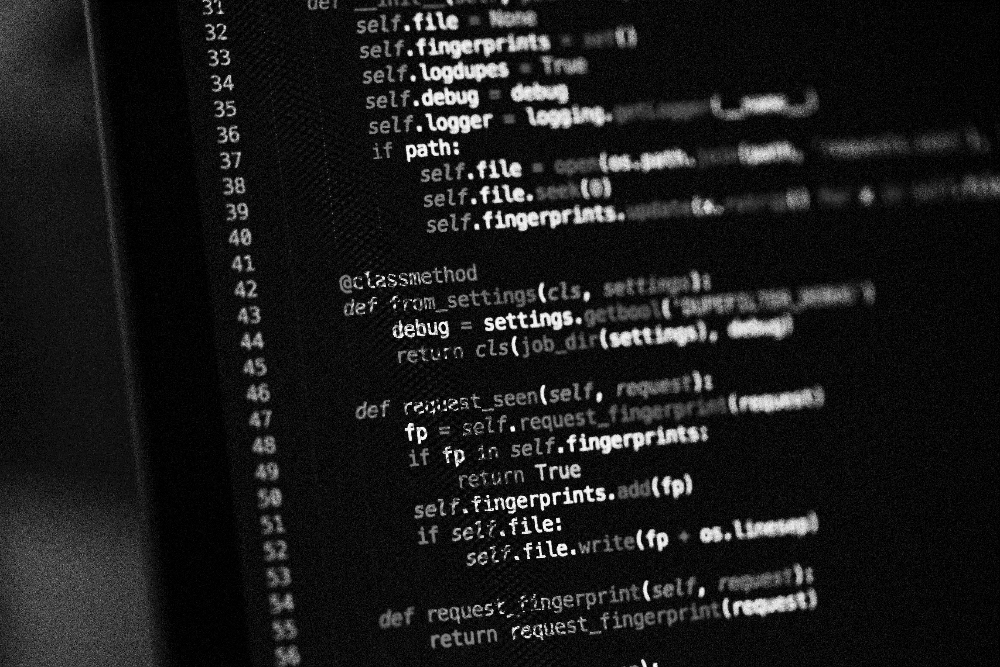 31 def __init__(self,
32 self.file = None
33 self.fingerprints = set()
34 self.logdupes = True
35 self.debug = debug
36 self.logger = logging.getLogger(__name__)
37 if path:
38 self.file = open(os.path.join(path,
39 self.file.seek(0)
40 self.fingerprints.update(
41
42 @classmethod
43 def from_settings(cls, settings):
44 debug = settings.getbool('DUPEFILTER_DEBUG')
45 return cls(job_dir(settings), debug)
46
47 def request_seen(self, request):
48 fp = self.request_fingerprint(request)
49 if fp in self.fingerprints:
50 return True
51 self.fingerprints.add(fp)
52 if self.file:
53 self.file.write(fp + os.linesep)
54
55 def request_fingerprint(self, request):
56 return request_fingerprint(request)